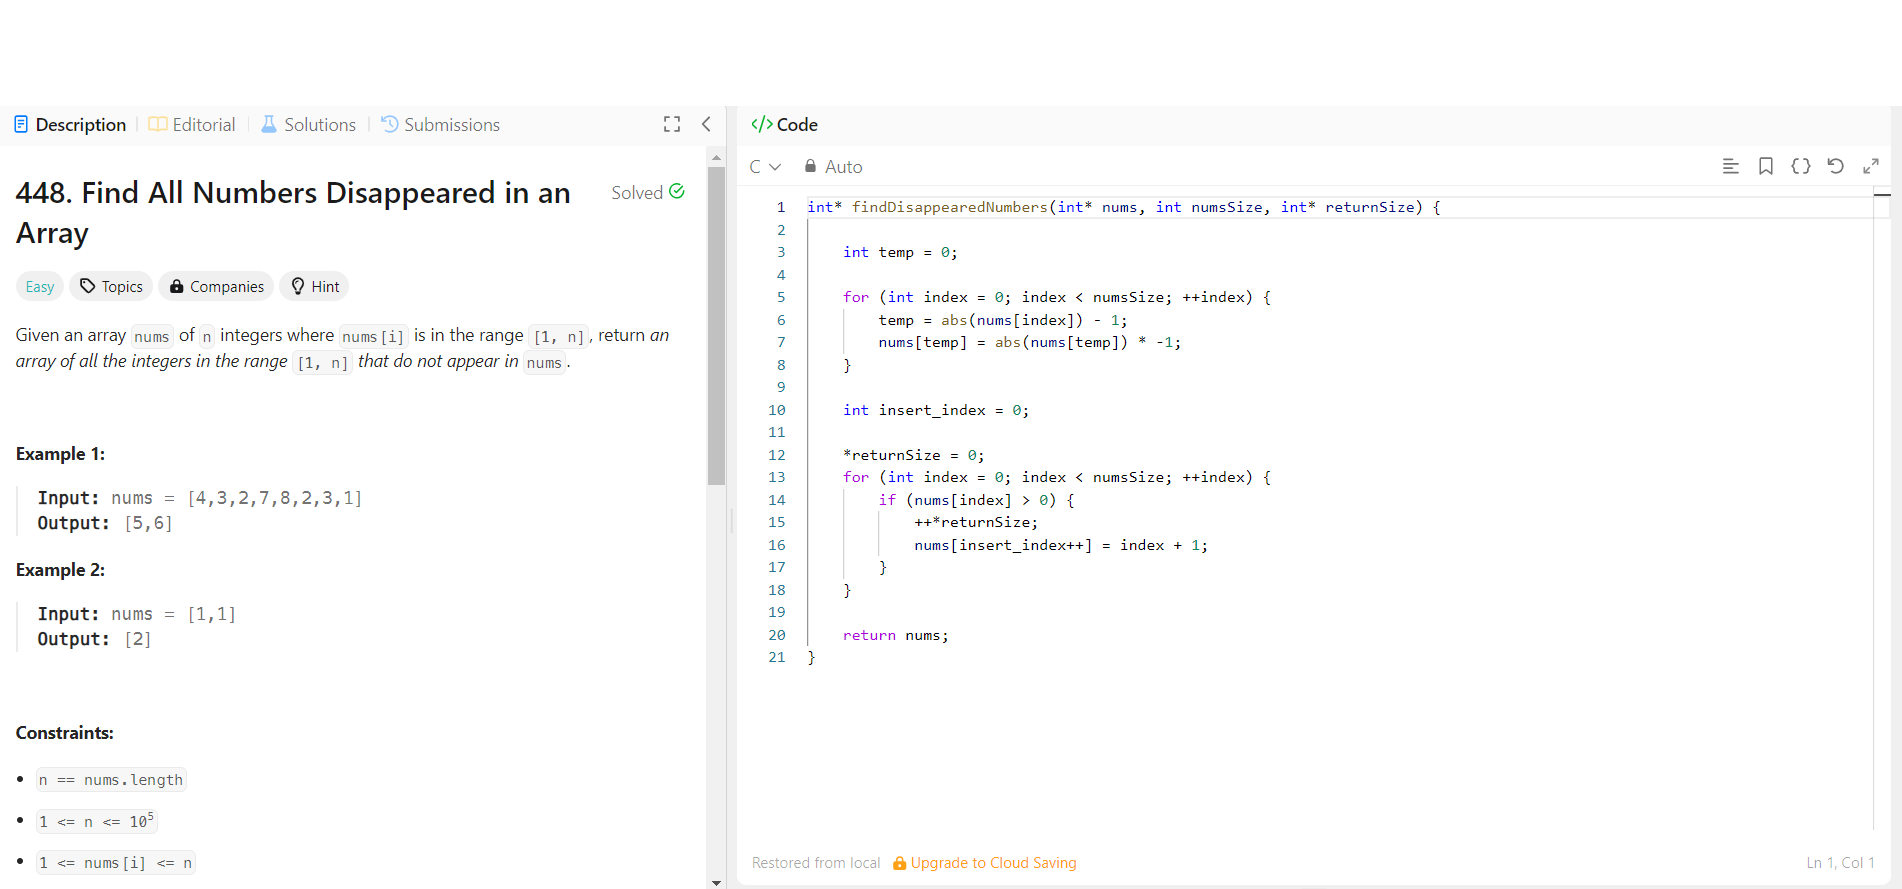 Description
Editorial
Solutions
Submissions
448. Find All Numbers Disappeared in an
Array
Solved
Easy
Topics
Companies
Hint
Given an array nums of n integers where nums[i] is in the range [1, n], return an
array of all the integers in the range [1, n] that do not appear in nums.
Example 1:
Input: nums = [4,3,2,7,8,2,3,1]
Output: [5,6]
Example 2:
Input: nums = [1,1]
Output: [2]
Constraints:
• n == nums.length
• 1 <= n <= 10⁵
• 1 <= nums[i] <= n
</> Code
C
Auto
1 int* findDisappearedNumbers(int* nums, int numsSize, int* returnSize) {
2
3     int temp = 0;
4
5     for (int index = 0; index < numsSize; ++index) {
6         temp = abs(nums[index]) - 1;
7         nums[temp] = abs(nums[temp]) * -1;
8     }
9
10     int insert_index = 0;
11
12     *returnSize = 0;
13     for (int index = 0; index < numsSize; ++index) {
14         if (nums[index] > 0) {
15             ++*returnSize;
16             nums[insert_index++] = index + 1;
17         }
18     }
19
20     return nums;
21 }
Restored from local
Upgrade to Cloud Saving
Ln 1, Col 1